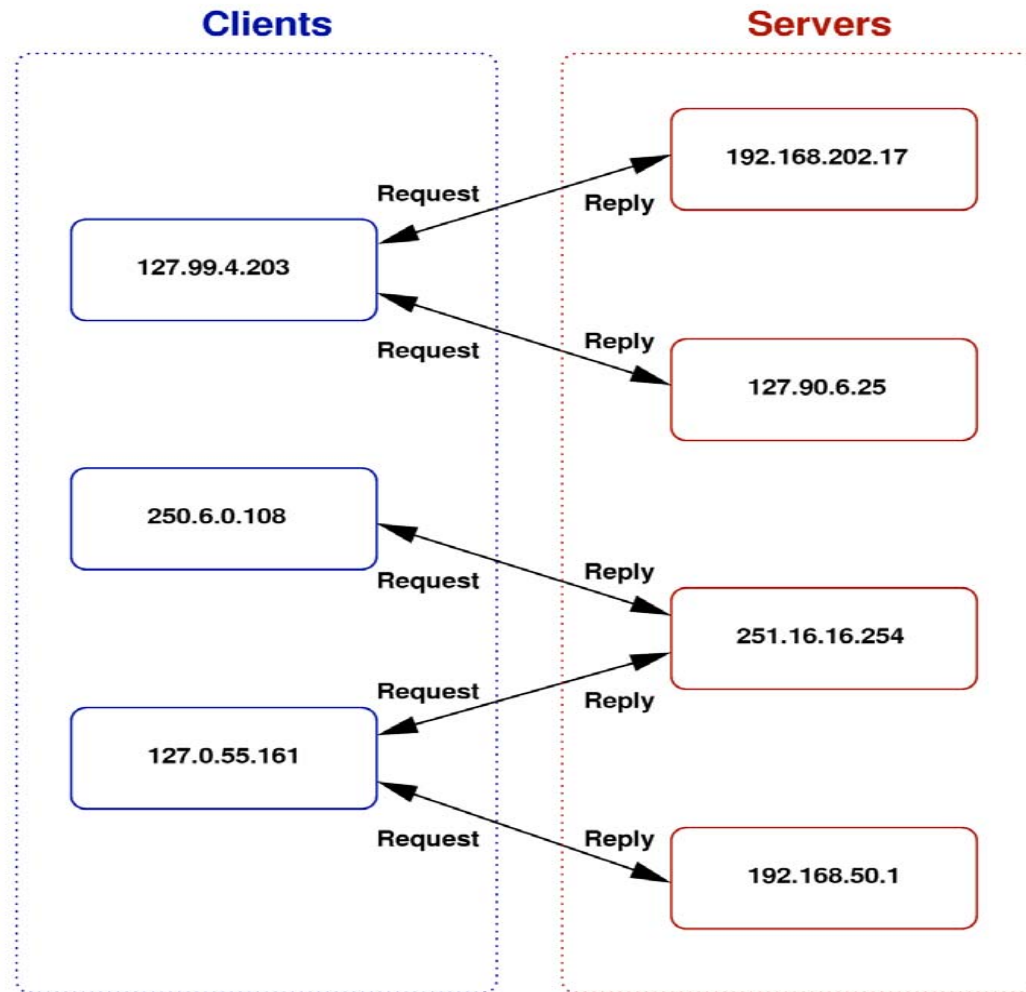 Clients
Servers
192.168.202.17
Request
Reply
127.99.4.203
Reply
Request
127.90.6.25
250.6.0.108
Reply
Request
251.16.16.254
Request
Reply
127.0.55.161
Request
Reply
192.168.50.1